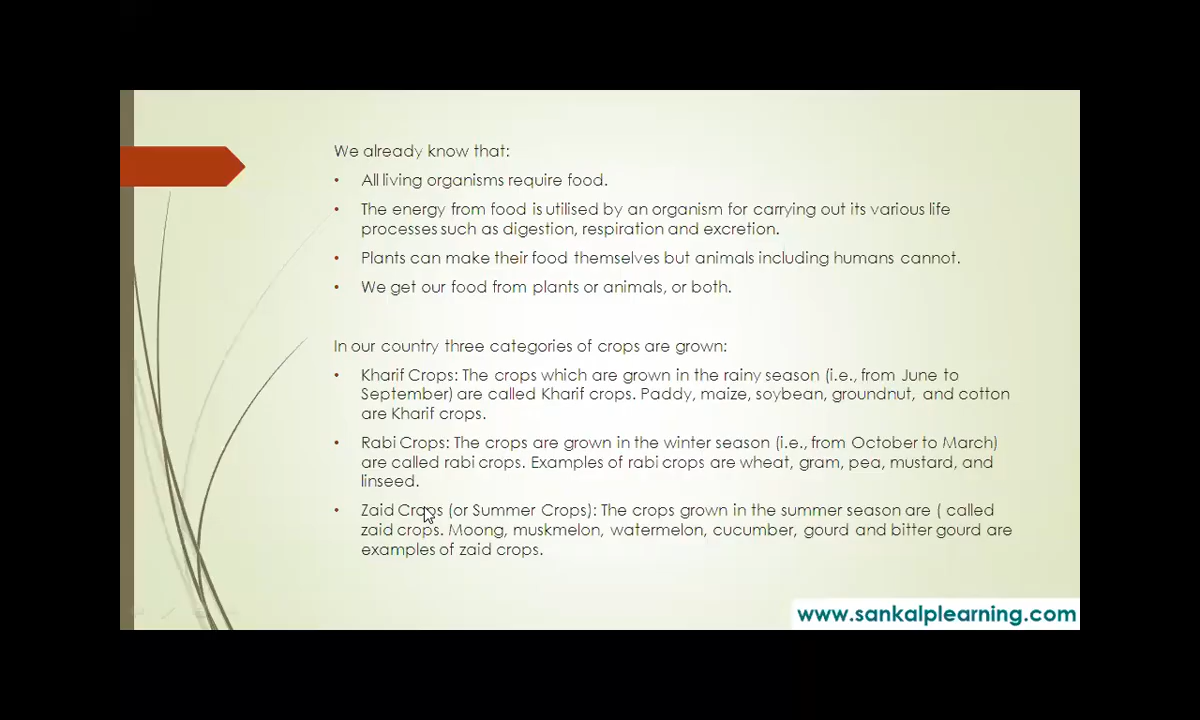 We already know that:
• All living organisms require food.
• The energy from food is utilised by an organism for carrying out its various life
processes such as digestion, respiration and excretion.
• Plants can make their food themselves but animals including humans cannot.
• We get our food from plants or animals, or both.
In our country three categories of crops are grown:
• Kharif Crops: The crops which are grown in the rainy season (i.e., from June to
September) are called Kharif crops. Paddy, maize, soybean, groundnut, and cotton
are Kharif crops.
• Rabi Crops: The crops are grown in the winter season (i.e., from October to March)
are called rabi crops. Examples of rabi crops are wheat, gram, pea, mustard, and
linseed.
• Zaid Crops (or Summer Crops): The crops grown in the summer season are ( called
zaid crops. Moong, muskmelon, watermelon, cucumber, gourd and bitter gourd are
examples of zaid crops.
www.sankalplearning.com